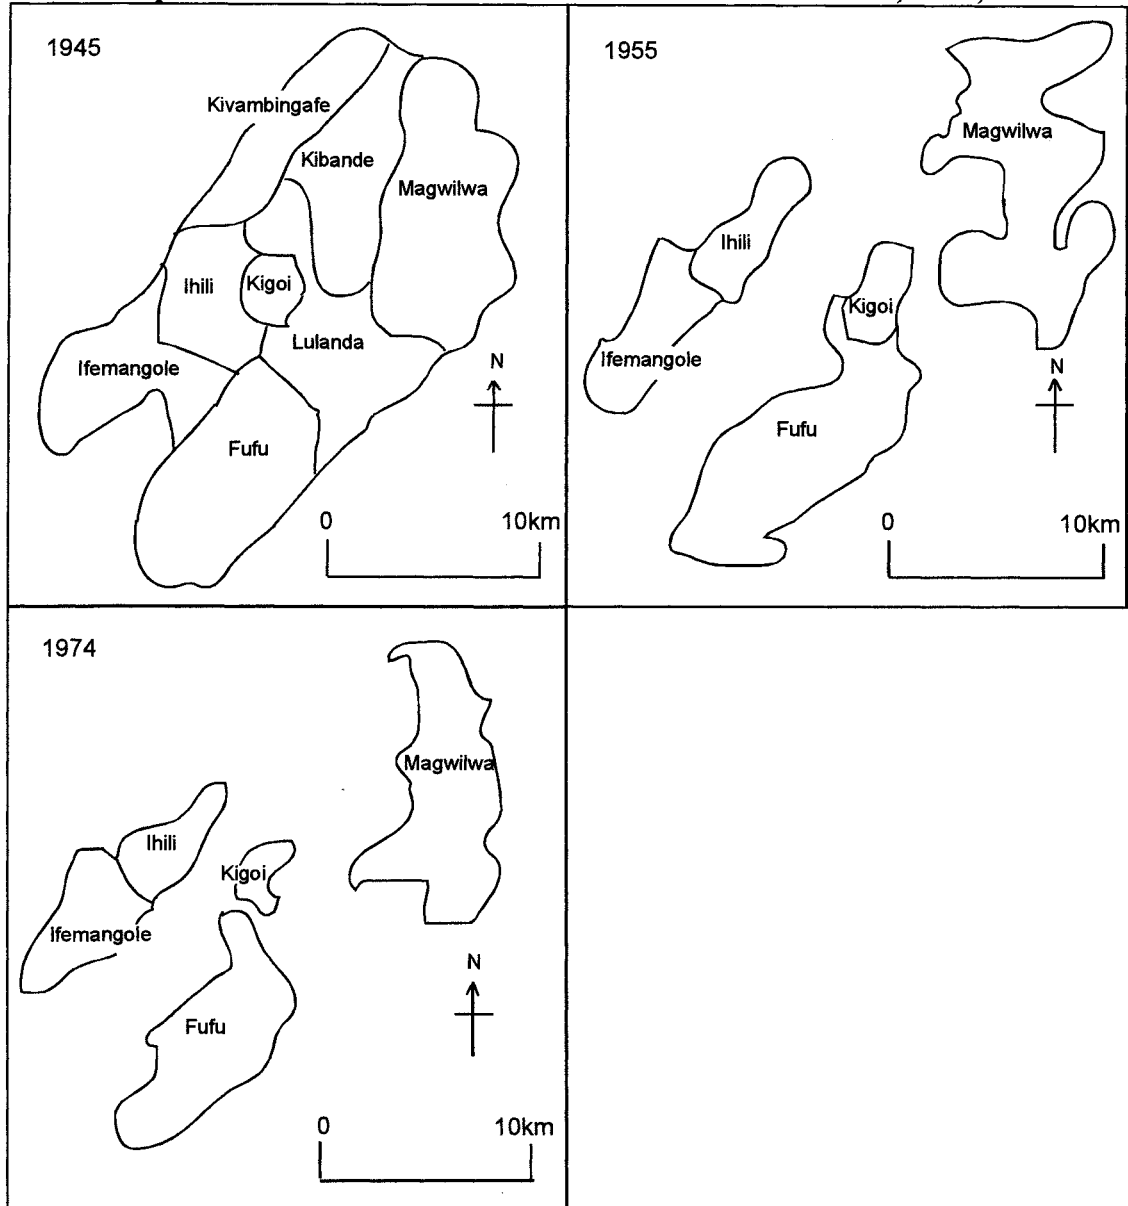 1945
Kivambingafe
Kibande
Magwilwa
Ihili
Kigoi
Lulanda
Ifemangole
N
Fufu
0 10km
1955
Magwilwa
Ihili
Kigoi
Ifemangole
N
Fufu
0 10km
1974
Magwilwa
Ihili
Kigoi
Ifemangole
N
Fufu
0 10km